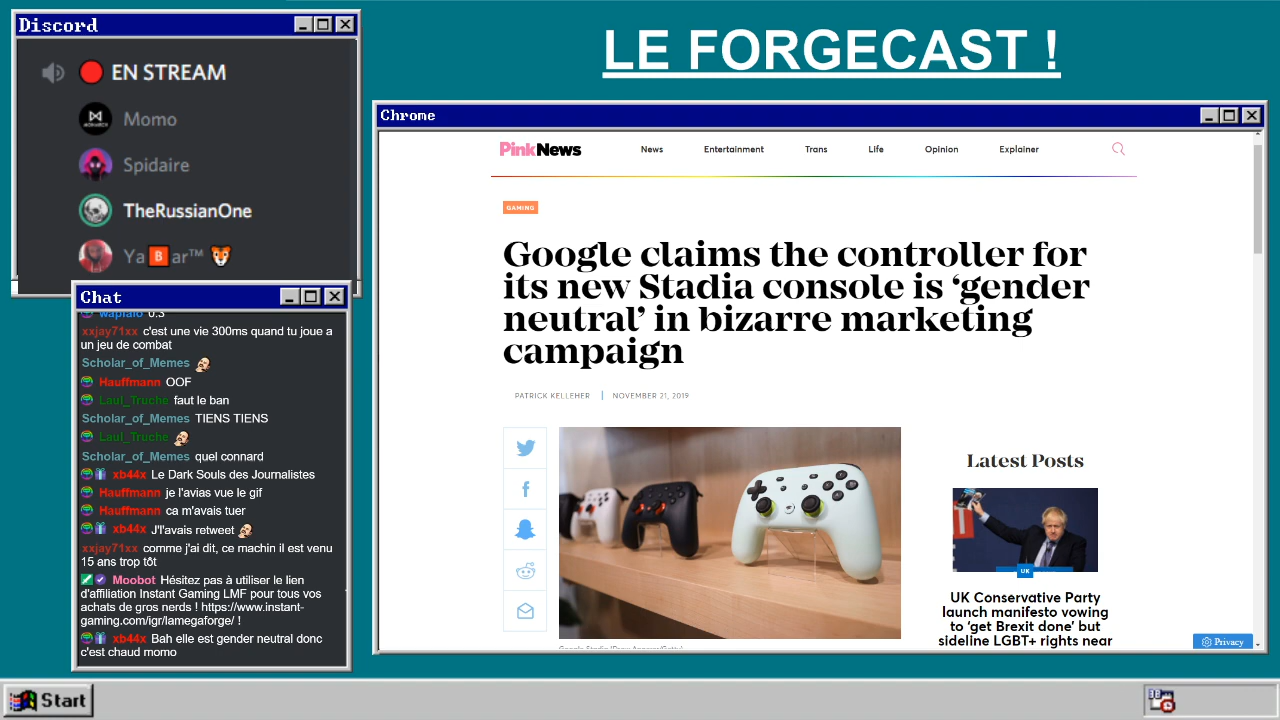 Discord
EN STREAM
Momo
Spidaire
TheRussianOne
Ya🅱ar™ 🐯
LE FORGECAST !
Chat
waplaïo 0.3
xxjay71xx c'est une vie 300ms quand tu joue a
un jeu de combat
Scholar_of_Memes
Hauffmann OOF
Laul_Truche faut le ban
Scholar_of_Memes TIENS TIENS
Laul_Truche
Scholar_of_Memes quel connard
xb44x Le Dark Souls des Journalistes
Hauffmann je l'avias vue le gif
Hauffmann ca m'avais tuer
xb44x J'l'avais retweet
xxjay71xx comme j'ai dit, ce machin il est venu
15 ans trop tôt
Moobot Hésitez pas à utiliser le lien
d'affiliation Instant Gaming LMF pour tous vos
achats de gros nerds ! https://www.instant-
gaming.com/igr/lamegaforge/ !
xb44x Bah elle est gender neutral donc
c'est chaud momo
Chrome
PinkNews
News Entertainment Trans Life Opinion Explainer
GAMING
Google claims the controller for
its new Stadia console is ‘gender
neutral’ in bizarre marketing
campaign
PATRICK KELLEHER | NOVEMBER 21, 2019
Latest Posts
UK
UK Conservative Party
launch manifesto vowing
to ‘get Brexit done’ but
sideline LGBT+ rights near
Privacy
Start